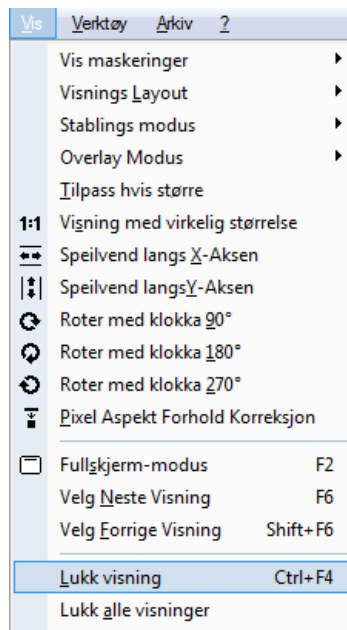 Vis Verktøy Arkiv ?
Vis maskeringer
Visnings Layout
Stablings modus
Overlay Modus
Tilpass hvis større
1:1 Visning med virkelig størrelse
Speilvend langs X-Aksen
Speilvend langsY-Aksen
Roter med klokka 90°
Roter med klokka 180°
Roter med klokka 270°
Pixel Aspekt Forhold Korreksjon
Fullskjerm-modus F2
Velg Neste Visning F6
Velg Forrige Visning Shift+F6
Lukk visning Ctrl+F4
Lukk alle visninger